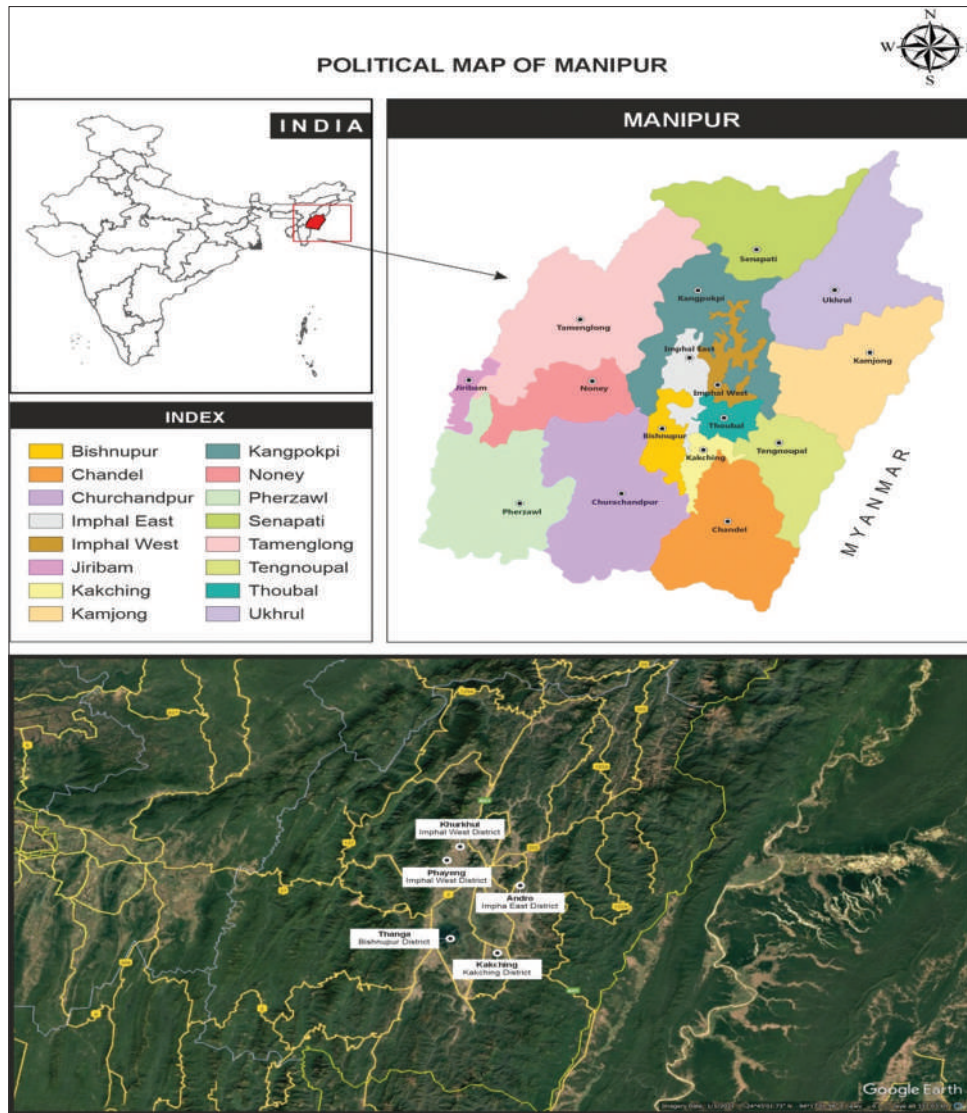 N
W
S
POLITICAL MAP OF MANIPUR
INDIA
MANIPUR
Senapati
Kangpokpi
Ukhrul
Tamenglong
Imphal East
Kamjong
Jiribam
Noney
Imphal West
Thoubal
Bishnupur
Kakching
Tengnoupal
Churachandpur
Pherzawl
Chandel
MYANMAR
INDEX
Bishnupur
Chandel
Churchandpur
Imphal East
Imphal West
Jiribam
Kakching
Kamjong
Kangpokpi
Noney
Pherzawl
Senapati
Tamenglong
Tengnoupal
Thoubal
Ukhrul
Khurkhul
Imphal West District
Phayeng
Imphal West District
Andro
Impha East District
Thanga
Bishnupur District
Kakching
Kakching District
Google Earth